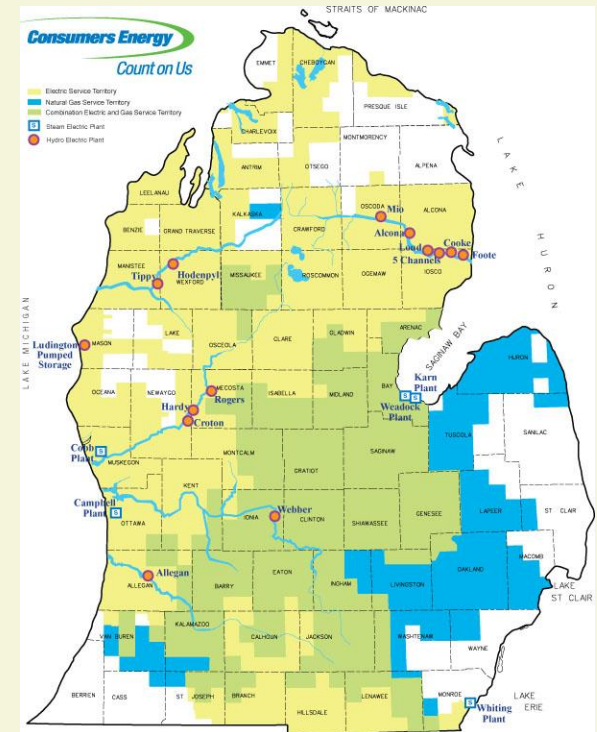 STRAITS OF MACKINAC
Consumers Energy
Count on Us
Electric Service Territory
Natural Gas Service Territory
Combination Electric and Gas Service Territory
S Steam Electric Plant
Hydro Electric Plant
EMMET
CHEBOYGAN
PRESQUE ISLE
CHARLEVOIX
MONTMORENCY
ANTRIM
OTSEGO
ALPENA
LAKE HURON
LEELANAU
KALKASKA
OSCODA
ALCONA
Mio
BENZIE
GRAND TRAVERSE
CRAWFORD
Alcona
Loud
Cooke
5 Channels
Foote
MANISTEE
Hodenpyl
Tippy
WEXFORD
MISSAUKEE
ROSCOMMON
OGEMAW
IOSCO
LAKE MICHIGAN
Ludington
Pumped
Storage
MASON
LAKE
OSCEOLA
CLARE
GLADWIN
ARENAC
SAGINAW BAY
HURON
OCEANA
NEWAYGO
MECOSTA
Rogers
ISABELLA
MIDLAND
BAY
Karn
Plant
S S
Weadock
Plant
Hardy
Croton
TUSCOLA
SANILAC
Cobb
Plant
S
MUSKEGON
MONTCALM
GRATIOT
SAGINAW
KENT
Campbell
Plant
S
OTTAWA
IONIA
Webber
CLINTON
SHIAWASSEE
GENESEE
LAPEER
ST CLAIR
Allegan
ALLEGAN
BARRY
EATON
INGHAM
LIVINGSTON
OAKLAND
MACOMB
LAKE
ST CLAIR
VAN BUREN
KALAMAZOO
CALHOUN
JACKSON
WASHTENAW
WAYNE
BERRIEN
CASS
ST JOSEPH
BRANCH
HILLSDALE
LENAWEE
MONROE
S
Whiting
Plant
LAKE
ERIE